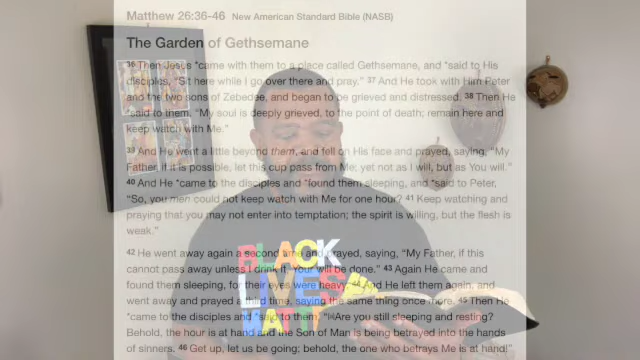 Matthew 26:36-46 New American Standard Bible (NASB)
The Garden of Gethsemane
36 Then Jesus *came with them to a place called Gethsemane, and *said to His
disciples, “Sit here while I go over there and pray.” 37 And He took with Him Peter
and the two sons of Zebedee, and began to be grieved and distressed. 38 Then He
*said to them, “My soul is deeply grieved, to the point of death; remain here and
keep watch with Me.”
39 And He went a little beyond them, and fell on His face and prayed, saying, “My
Father, if it is possible, let this cup pass from Me; yet not as I will, but as You will.”
40 And He *came to the disciples and *found them sleeping, and *said to Peter,
“So, you men could not keep watch with Me for one hour? 41 Keep watching and
praying that you may not enter into temptation; the spirit is willing, but the flesh is
weak.”
42 He went away again a second time and prayed, saying, “My Father, if this
cannot pass away unless I drink it, Your will be done.” 43 Again He came and
found them sleeping, for their eyes were heavy. 44 And He left them again, and
went away and prayed a third time, saying the same thing once more. 45 Then He
*came to the disciples and *said to them, “[a]Are you still sleeping and resting?
Behold, the hour is at hand and the Son of Man is being betrayed into the hands
of sinners. 46 Get up, let us be going; behold, the one who betrays Me is at hand!”
BLACK
LIVES
MATT